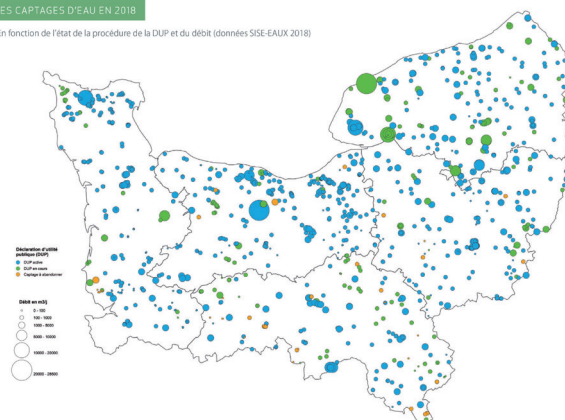 ES CAPTAGES D'EAU EN 2018
En fonction de l'état de la procédure de la DUP et du débit (données SISE-EAUX 2018)
Déclaration d'utilité
publique (DUP)
DUP active
DUP en cours
Captage à abandonner
Débit en m3/j
0 - 100
100 - 1000
1000 - 5000
5000 - 10000
10000 - 20000
20000 - 28000